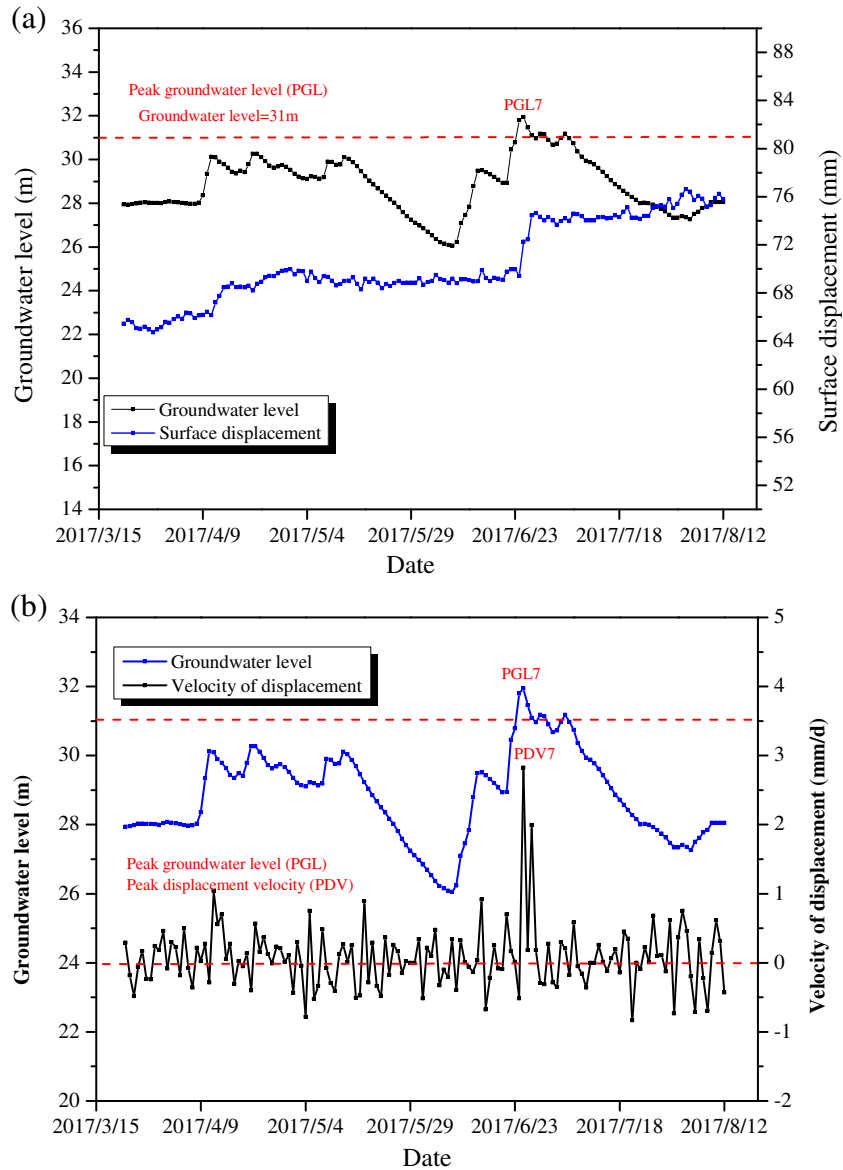 (a)
36
34
32
30
28
26
24
22
20
18
16
14
Groundwater level (m)
88
84
80
76
72
68
64
60
56
52
Surface displacement (mm)
Peak groundwater level (PGL)
Groundwater level=31m
PGL7
Groundwater level
Surface displacement
2017/3/15 2017/4/9 2017/5/4 2017/5/29 2017/6/23 2017/7/18 2017/8/12
Date
(b)
34
32
30
28
26
24
22
20
Groundwater level (m)
5
4
3
2
1
0
-1
-2
Velocity of displacement (mm/d)
Groundwater level
Velocity of displacement
PGL7
PDV7
Peak groundwater level (PGL)
Peak displacement velocity (PDV)
2017/3/15 2017/4/9 2017/5/4 2017/5/29 2017/6/23 2017/7/18 2017/8/12
Date